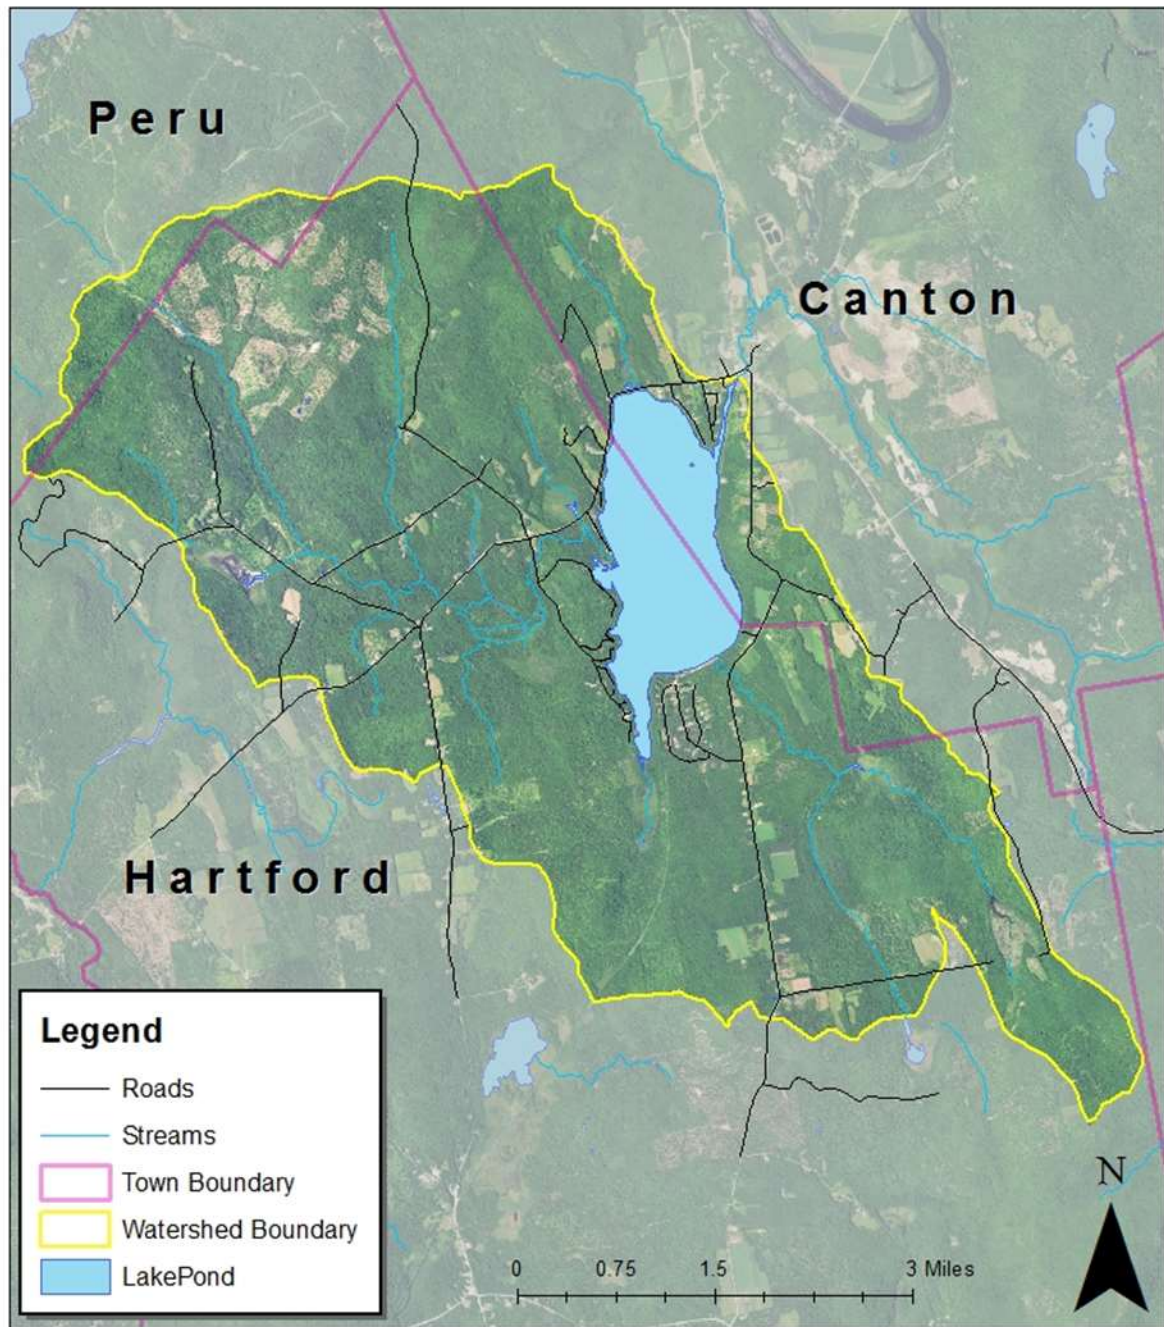 Peru
Canton
Hartford
Legend
Roads
Streams
Town Boundary
Watershed Boundary
LakePond
N
0 0.75 1.5 3 Miles